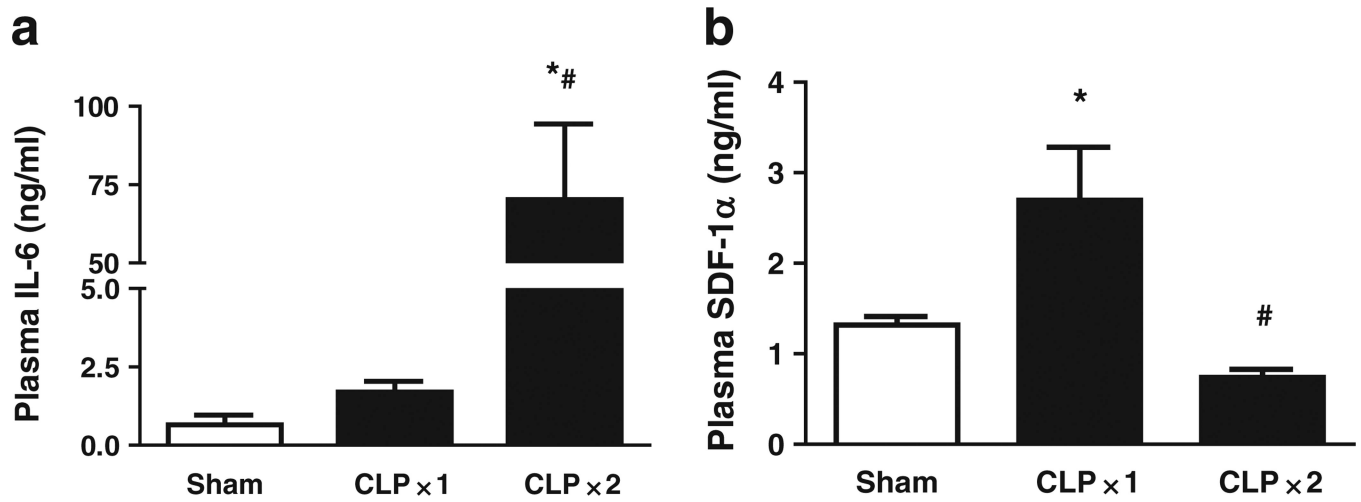 a
Plasma IL-6 (ng/ml)
100
75
50
5.0
2.5
0.0
*#
Sham
CLP×1
CLP×2
b
Plasma SDF-1α (ng/ml)
4
3
2
1
0
*
#
Sham
CLP×1
CLP×2